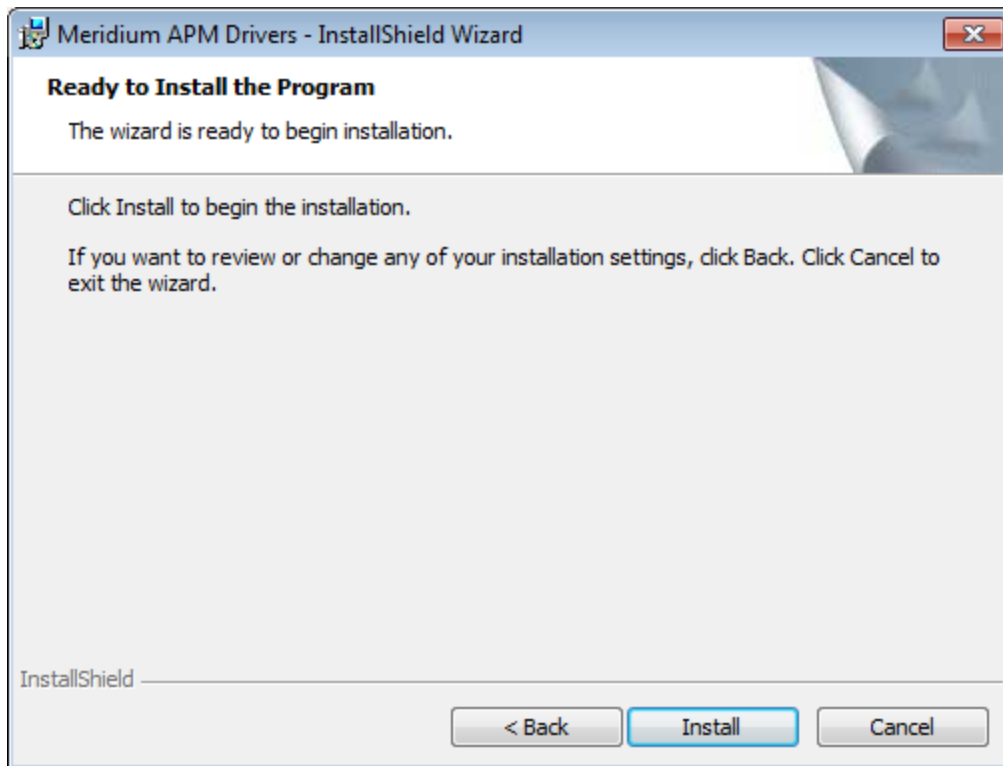 Meridium APM Drivers - InstallShield Wizard
Ready to Install the Program
The wizard is ready to begin installation.
Click Install to begin the installation.
If you want to review or change any of your installation settings, click Back. Click Cancel to
exit the wizard.
InstallShield
< Back
Install
Cancel